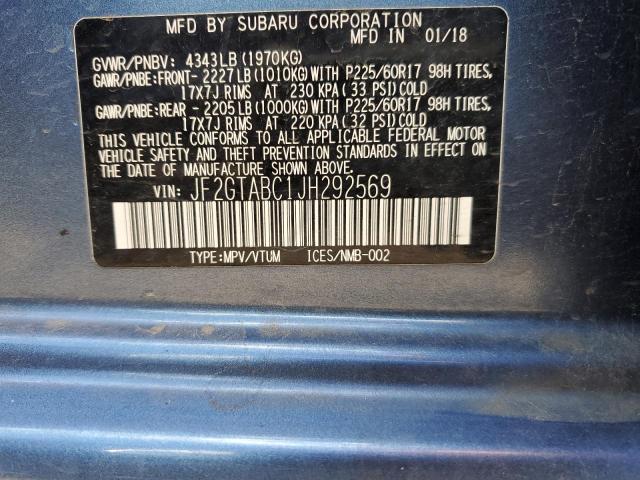 MFD BY SUBARU CORPORATION
MFD IN 01/18
GVWR/PNBV: 4343LB (1970KG)
GAWR/PNBE:FRONT- 2227 LB (1010KG) WITH P225/60R17 98H TIRES,
17X7J RIMS AT 230 KPA (33 PSI) COLD
GAWR/PNBE:REAR - 2205 LB (1000KG) WITH P225/60R17 98H TIRES,
17X7J RIMS AT 220 KPA (32 PSI) COLD
THIS VEHICLE CONFORMS TO ALL APPLICABLE FEDERAL MOTOR
VEHICLE SAFETY AND THEFT PREVENTION STANDARDS IN EFFECT ON
THE DATE OF MANUFACTURE SHOWN ABOVE.
VIN: JF2GTABC1JH292569
TYPE:MPV/VTUM ICES/NMB-002